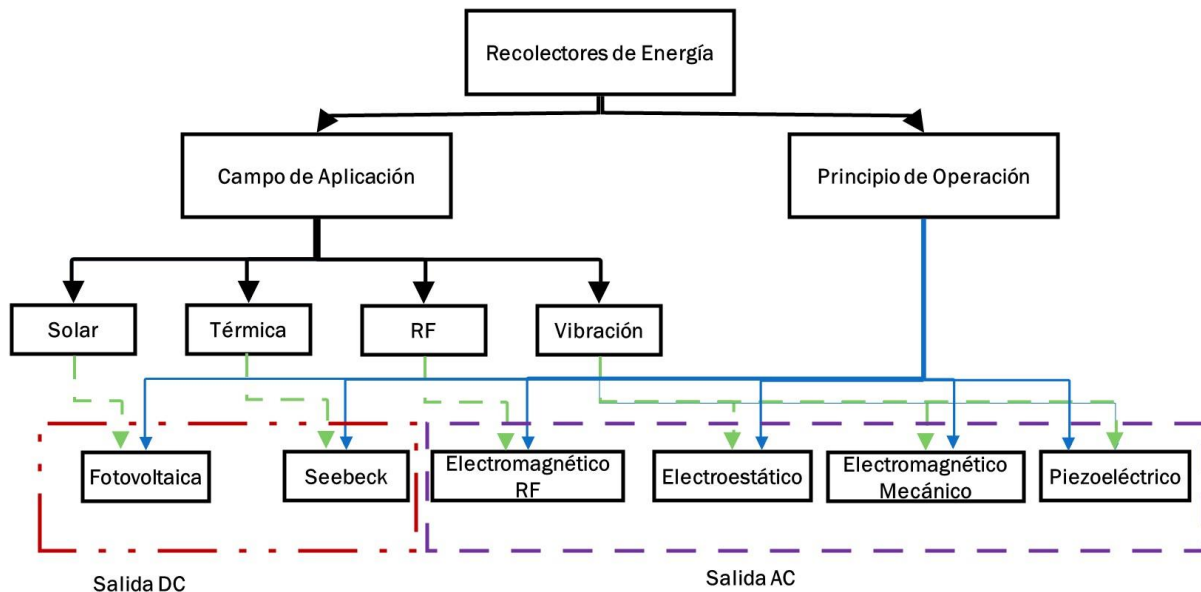 Recolectores de Energía
Campo de Aplicación
Principio de Operación
Solar
Térmica
RF
Vibración
Fotovoltaica
Seebeck
Electromagnético
RF
Electroestático
Electromagnético
Mecánico
Piezoeléctrico
Salida DC
Salida AC